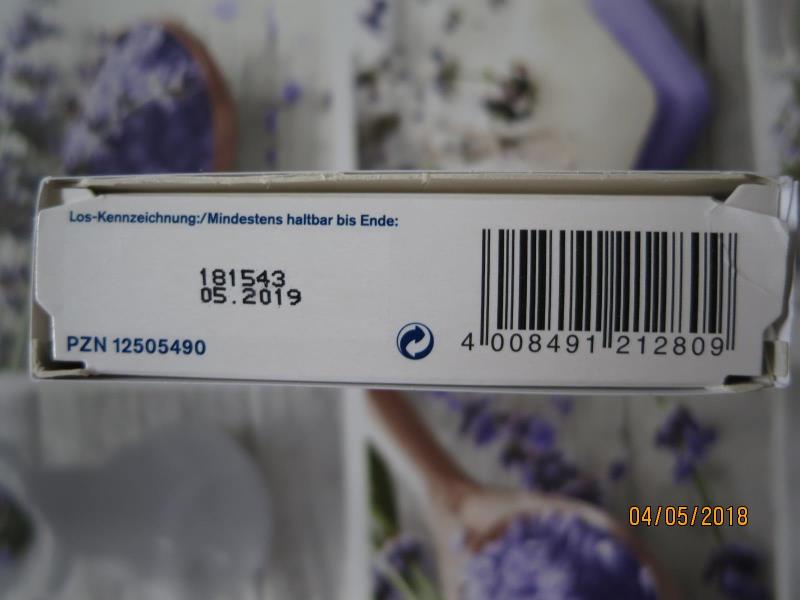 Los-Kennzeichnung:/Mindestens haltbar bis Ende:
181543
05.2019
PZN 12505490
4 008491 212809
04/05/2018